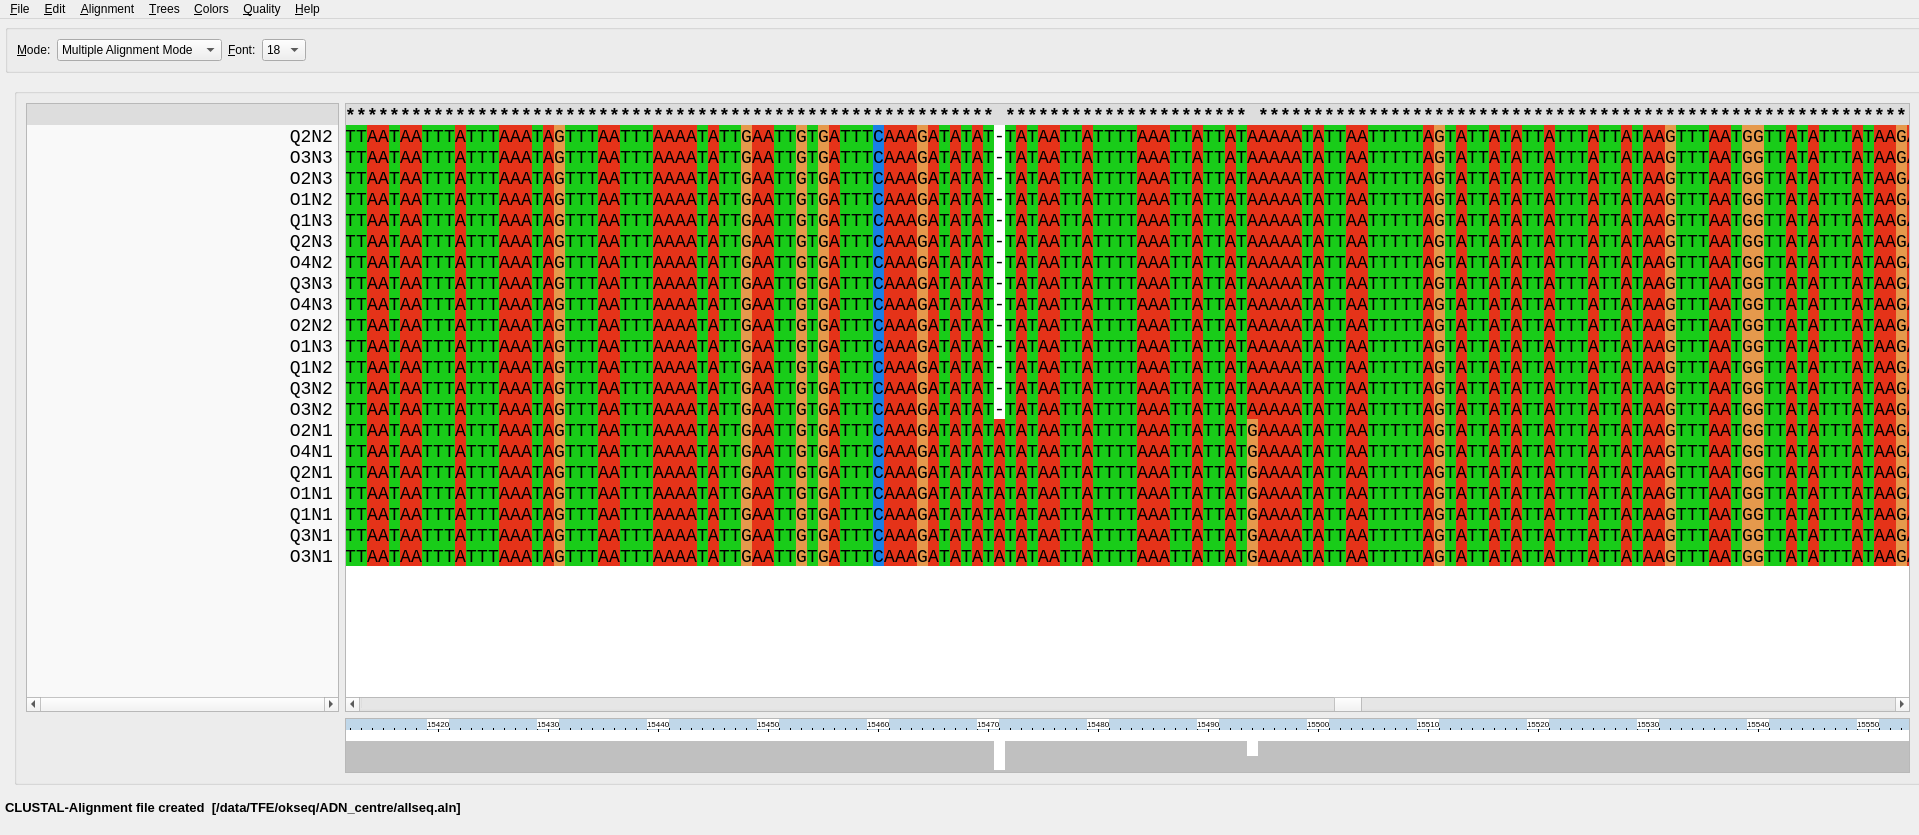 File Edit Alignment Trees Colors Quality Help
Mode: Multiple Alignment Mode Font: 18
*********************************************************** ********************** ***********************************************************
Q2N2 TTAATAATTTATTTAAATAGTTTAATTTAAAATATTGAATTGTGATTTCAAAGATATAT-TATAATTATTTTAAATTATTATAAAAATATTAATTTTTAGTATTATATTATTTATTATAAGTTTAATGGTTATATTTATAAG
O3N3 TTAATAATTTATTTAAATAGTTTAATTTAAAATATTGAATTGTGATTTCAAAGATATAT-TATAATTATTTTAAATTATTATAAAAATATTAATTTTTAGTATTATATTATTTATTATAAGTTTAATGGTTATATTTATAAG
O2N3 TTAATAATTTATTTAAATAGTTTAATTTAAAATATTGAATTGTGATTTCAAAGATATAT-TATAATTATTTTAAATTATTATAAAAATATTAATTTTTAGTATTATATTATTTATTATAAGTTTAATGGTTATATTTATAAG
O1N2 TTAATAATTTATTTAAATAGTTTAATTTAAAATATTGAATTGTGATTTCAAAGATATAT-TATAATTATTTTAAATTATTATAAAAATATTAATTTTTAGTATTATATTATTTATTATAAGTTTAATGGTTATATTTATAAG
Q1N3 TTAATAATTTATTTAAATAGTTTAATTTAAAATATTGAATTGTGATTTCAAAGATATAT-TATAATTATTTTAAATTATTATAAAAATATTAATTTTTAGTATTATATTATTTATTATAAGTTTAATGGTTATATTTATAAG
Q2N3 TTAATAATTTATTTAAATAGTTTAATTTAAAATATTGAATTGTGATTTCAAAGATATAT-TATAATTATTTTAAATTATTATAAAAATATTAATTTTTAGTATTATATTATTTATTATAAGTTTAATGGTTATATTTATAAG
O4N2 TTAATAATTTATTTAAATAGTTTAATTTAAAATATTGAATTGTGATTTCAAAGATATAT-TATAATTATTTTAAATTATTATAAAAATATTAATTTTTAGTATTATATTATTTATTATAAGTTTAATGGTTATATTTATAAG
Q3N3 TTAATAATTTATTTAAATAGTTTAATTTAAAATATTGAATTGTGATTTCAAAGATATAT-TATAATTATTTTAAATTATTATAAAAATATTAATTTTTAGTATTATATTATTTATTATAAGTTTAATGGTTATATTTATAAG
O4N3 TTAATAATTTATTTAAATAGTTTAATTTAAAATATTGAATTGTGATTTCAAAGATATAT-TATAATTATTTTAAATTATTATAAAAATATTAATTTTTAGTATTATATTATTTATTATAAGTTTAATGGTTATATTTATAAG
O2N2 TTAATAATTTATTTAAATAGTTTAATTTAAAATATTGAATTGTGATTTCAAAGATATAT-TATAATTATTTTAAATTATTATAAAAATATTAATTTTTAGTATTATATTATTTATTATAAGTTTAATGGTTATATTTATAAG
O1N3 TTAATAATTTATTTAAATAGTTTAATTTAAAATATTGAATTGTGATTTCAAAGATATAT-TATAATTATTTTAAATTATTATAAAAATATTAATTTTTAGTATTATATTATTTATTATAAGTTTAATGGTTATATTTATAAG
Q1N2 TTAATAATTTATTTAAATAGTTTAATTTAAAATATTGAATTGTGATTTCAAAGATATAT-TATAATTATTTTAAATTATTATAAAAATATTAATTTTTAGTATTATATTATTTATTATAAGTTTAATGGTTATATTTATAAG
Q3N2 TTAATAATTTATTTAAATAGTTTAATTTAAAATATTGAATTGTGATTTCAAAGATATAT-TATAATTATTTTAAATTATTATAAAAATATTAATTTTTAGTATTATATTATTTATTATAAGTTTAATGGTTATATTTATAAG
O3N2 TTAATAATTTATTTAAATAGTTTAATTTAAAATATTGAATTGTGATTTCAAAGATATAT-TATAATTATTTTAAATTATTATAAAAATATTAATTTTTAGTATTATATTATTTATTATAAGTTTAATGGTTATATTTATAAG
O2N1 TTAATAATTTATTTAAATAGTTTAATTTAAAATATTGAATTGTGATTTCAAAGATATATATATAATTATTTTAAATTATTATGAAAATATTAATTTTTAGTATTATATTATTTATTATAAGTTTAATGGTTATATTTATAAG
O4N1 TTAATAATTTATTTAAATAGTTTAATTTAAAATATTGAATTGTGATTTCAAAGATATATATATAATTATTTTAAATTATTATGAAAATATTAATTTTTAGTATTATATTATTTATTATAAGTTTAATGGTTATATTTATAAG
Q2N1 TTAATAATTTATTTAAATAGTTTAATTTAAAATATTGAATTGTGATTTCAAAGATATATATATAATTATTTTAAATTATTATGAAAATATTAATTTTTAGTATTATATTATTTATTATAAGTTTAATGGTTATATTTATAAG
O1N1 TTAATAATTTATTTAAATAGTTTAATTTAAAATATTGAATTGTGATTTCAAAGATATATATATAATTATTTTAAATTATTATGAAAATATTAATTTTTAGTATTATATTATTTATTATAAGTTTAATGGTTATATTTATAAG
Q1N1 TTAATAATTTATTTAAATAGTTTAATTTAAAATATTGAATTGTGATTTCAAAGATATATATATAATTATTTTAAATTATTATGAAAATATTAATTTTTAGTATTATATTATTTATTATAAGTTTAATGGTTATATTTATAAG
Q3N1 TTAATAATTTATTTAAATAGTTTAATTTAAAATATTGAATTGTGATTTCAAAGATATATATATAATTATTTTAAATTATTATGAAAATATTAATTTTTAGTATTATATTATTTATTATAAGTTTAATGGTTATATTTATAAG
O3N1 TTAATAATTTATTTAAATAGTTTAATTTAAAATATTGAATTGTGATTTCAAAGATATATATATAATTATTTTAAATTATTATGAAAATATTAATTTTTAGTATTATATTATTTATTATAAGTTTAATGGTTATATTTATAAG
15420 15430 15440 15450 15460 15470 15480 15490 15500 15510 15520 15530 15540 15550
CLUSTAL-Alignment file created [/data/TFE/okseq/ADN_centre/allseq.aln]